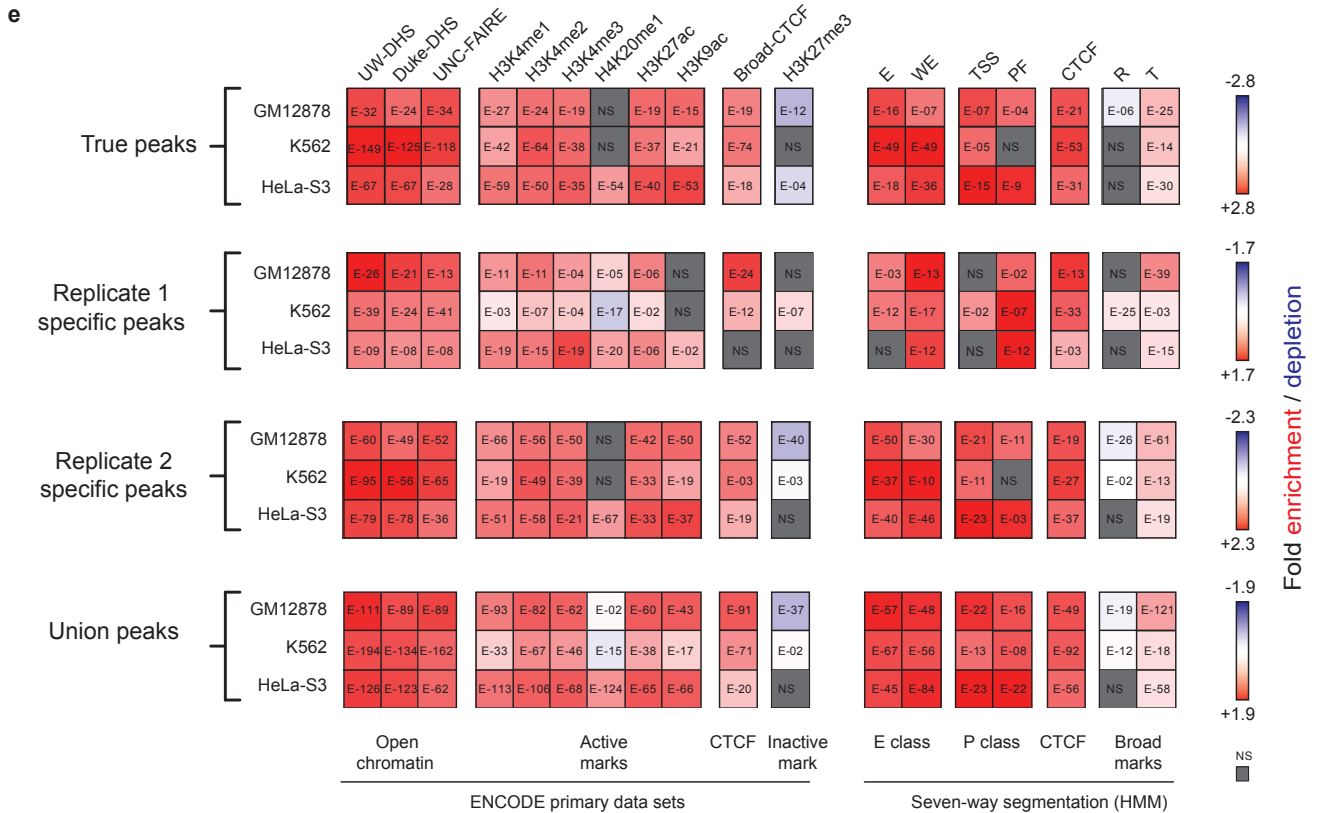 e
UW-DHS Duke-DHS UNC-FAIRE H3K4me1 H3K4me2 H3K4me3 H4K20me1 H3K27ac H3K9ac Broad-CTCF H3K27me3 E WE TSS PF CTCF R T
True peaks
GM12878 E-32 E-24 E-34 E-27 E-24 E-19 NS E-19 E-15 E-19 E-12 E-16 E-07 E-07 E-04 E-21 E-06 E-25
K562 E-149 E-125 E-118 E-42 E-64 E-38 NS E-37 E-21 E-74 NS E-49 E-49 E-05 NS E-53 NS E-14
HeLa-S3 E-67 E-67 E-28 E-59 E-50 E-35 E-54 E-40 E-53 E-18 E-04 E-18 E-36 E-15 E-9 E-31 NS E-30
-2.8
+2.8
Replicate 1
specific peaks
GM12878 E-26 E-21 E-13 E-11 E-11 E-04 E-05 E-06 NS E-24 NS E-03 E-13 NS E-02 E-13 NS E-39
K562 E-39 E-24 E-41 E-03 E-07 E-04 E-17 E-02 NS E-12 E-07 E-12 E-17 E-02 E-07 E-33 E-25 E-03
HeLa-S3 E-09 E-08 E-08 E-19 E-15 E-19 E-20 E-06 E-02 NS NS NS E-12 NS E-12 E-03 NS E-15
-1.7
+1.7
Replicate 2
specific peaks
GM12878 E-60 E-49 E-52 E-66 E-56 E-50 NS E-42 E-50 E-52 E-40 E-50 E-30 E-21 E-11 E-19 E-26 E-61
K562 E-95 E-56 E-65 E-19 E-49 E-39 NS E-33 E-19 E-03 E-03 E-37 E-10 E-11 NS E-27 E-02 E-13
HeLa-S3 E-79 E-78 E-36 E-51 E-58 E-21 E-67 E-33 E-37 E-19 NS E-40 E-46 E-23 E-03 E-37 NS E-19
-2.3
+2.3
Union peaks
GM12878 E-111 E-89 E-89 E-93 E-82 E-62 E-02 E-60 E-43 E-91 E-37 E-57 E-48 E-22 E-16 E-49 E-19 E-121
K562 E-194 E-134 E-162 E-33 E-67 E-46 E-15 E-38 E-17 E-71 E-02 E-67 E-56 E-13 E-08 E-92 E-12 E-18
HeLa-S3 E-126 E-123 E-62 E-113 E-106 E-68 E-124 E-65 E-66 E-20 NS E-45 E-84 E-23 E-22 E-56 NS E-58
-1.9
+1.9
Fold enrichment / depletion
NS
Open
chromatin
Active
marks
CTCF
Inactive
mark
E class
P class
CTCF
Broad
marks
ENCODE primary data sets
Seven-way segmentation (HMM)